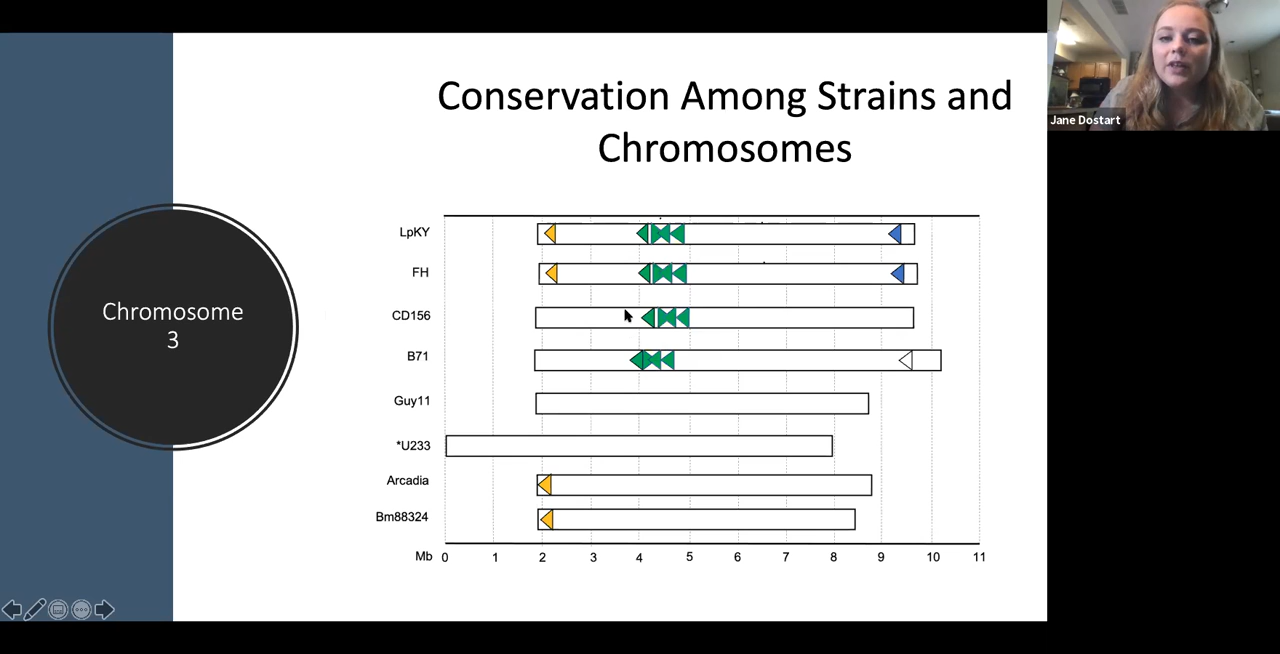 Conservation Among Strains and
Chromosomes
Jane Dostart
Chromosome
3
LpKY
FH
CD156
B71
Guy11
*U233
Arcadia
Bm88324
Mb 0 1 2 3 4 5 6 7 8 9 10 11